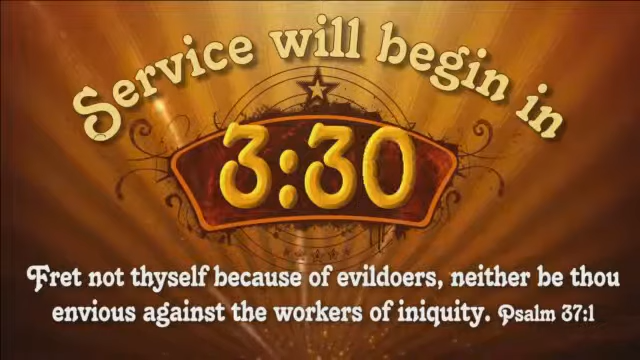 Service will begin in
3:30
Fret not thyself because of evildoers, neither be thou
envious against the workers of iniquity. Psalm 37:1